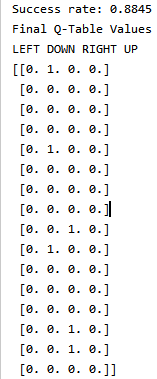 Success rate: 0.8845
Final Q-Table Values
LEFT DOWN RIGHT UP
[[0. 1. 0. 0.]
[0. 0. 0. 0.]
[0. 0. 0. 0.]
[0. 0. 0. 0.]
[0. 1. 0. 0.]
[0. 0. 0. 0.]
[0. 0. 0. 0.]
[0. 0. 0. 0.]
[0. 0. 1. 0.]
[0. 1. 0. 0.]
[0. 0. 0. 0.]
[0. 0. 0. 0.]
[0. 0. 0. 0.]
[0. 0. 1. 0.]
[0. 0. 1. 0.]
[0. 0. 0. 0.]]